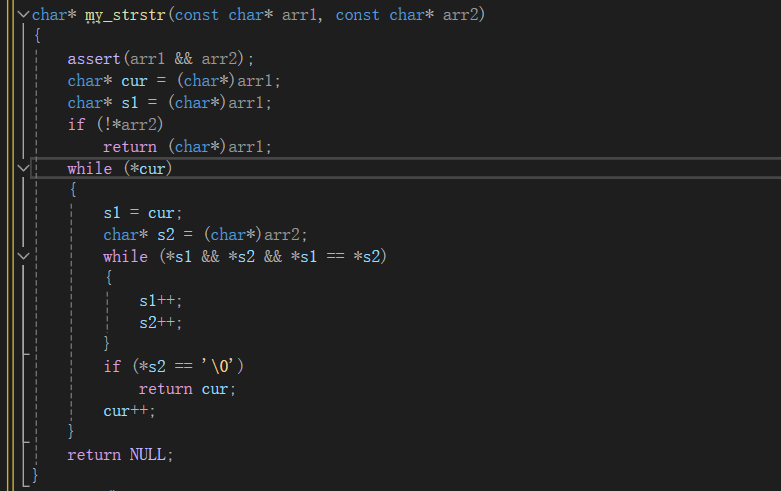 char* my_strstr(const char* arr1, const char* arr2)
{
    assert(arr1 && arr2);
    char* cur = (char*)arr1;
    char* s1 = (char*)arr1;
    if (!*arr2)
        return (char*)arr1;
    while (*cur)
    {
        s1 = cur;
        char* s2 = (char*)arr2;
        while (*s1 && *s2 && *s1 == *s2)
        {
            s1++;
            s2++;
        }
        if (*s2 == '\0')
            return cur;
        cur++;
    }
    return NULL;
}